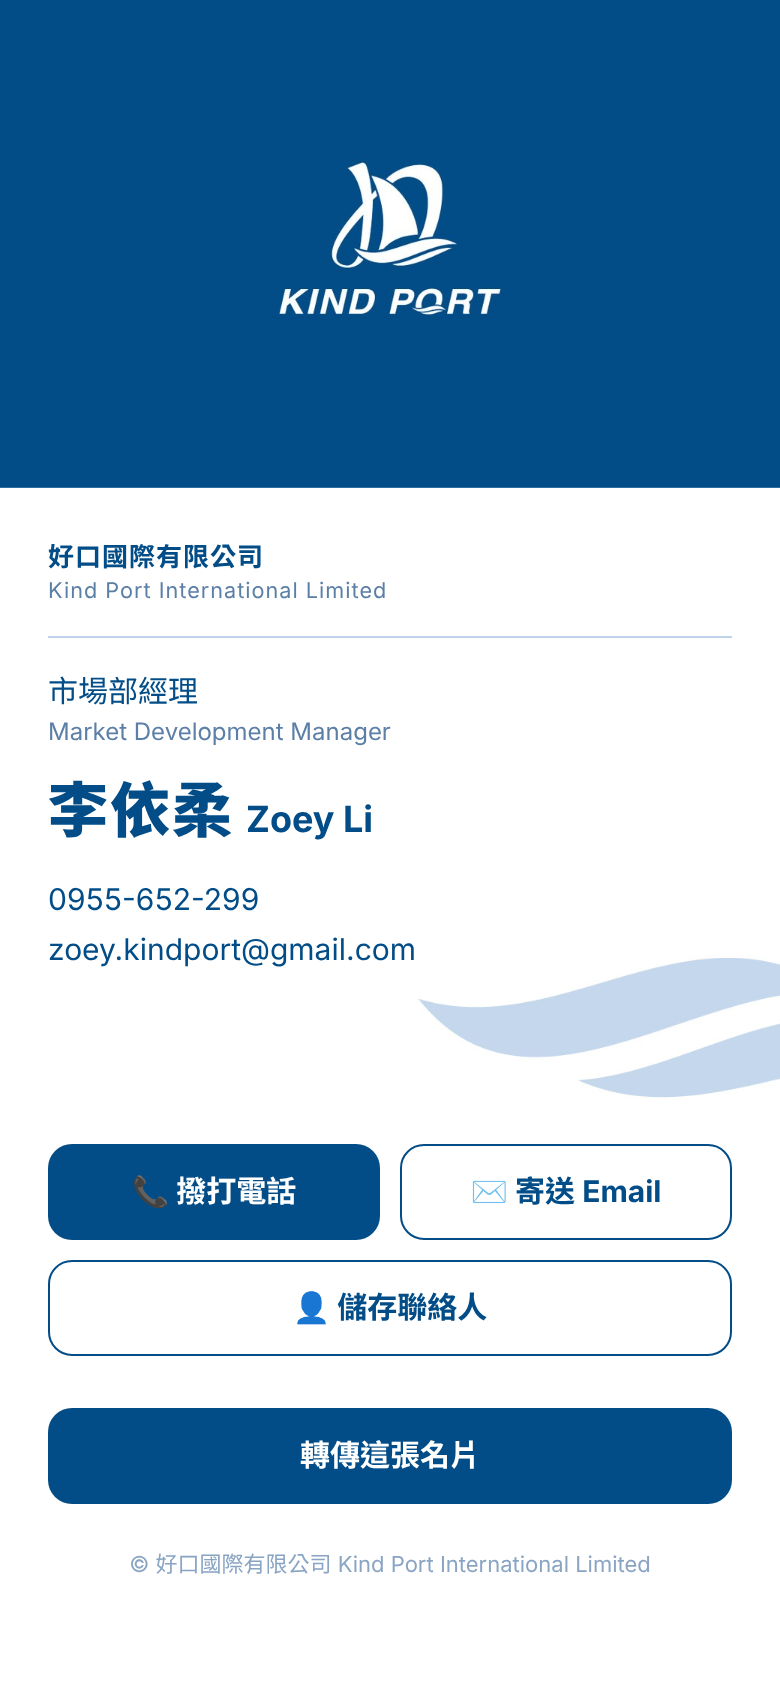 KIND PORT
好口國際有限公司
Kind Port International Limited
市場部經理
Market Development Manager
李依柔 Zoey Li
0955-652-299
zoey.kindport@gmail.com
📞 撥打電話
✉️ 寄送 Email
👤 儲存聯絡人
轉傳這張名片
© 好口國際有限公司 Kind Port International Limited